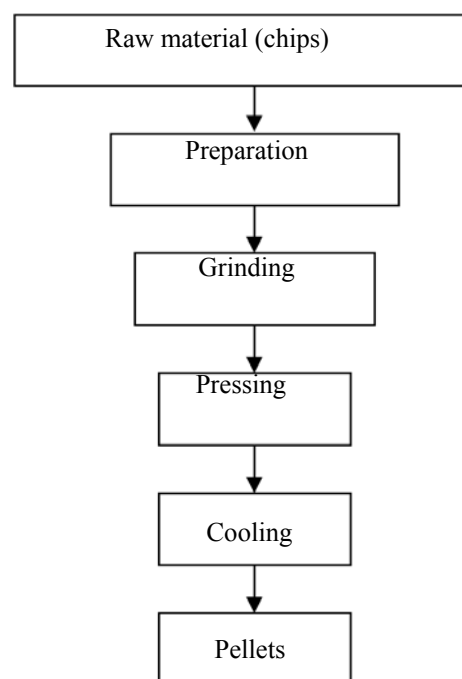 Raw material (chips)
Preparation
Grinding
Pressing
Cooling
Pellets